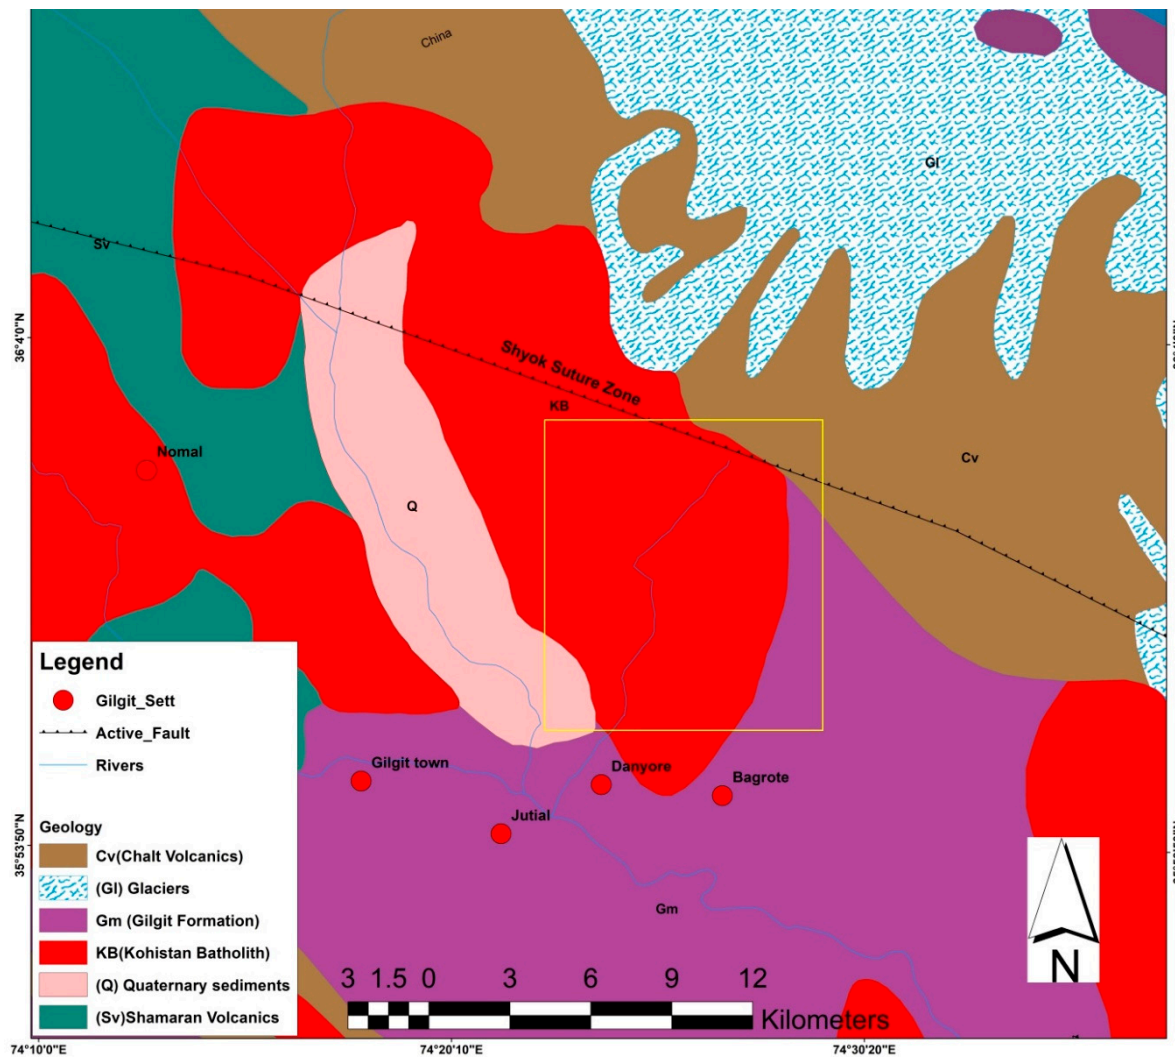 China
Gl
Sv
36°4'0"N
Shyok Suture Zone
KB
Nomal
Cv
Q
Legend
Gilgit_Sett
Active_Fault
Rivers
Gilgit town
Danyore
Bagrote
Jutial
35°53'50"N
Geology
Cv(Chalt Volcanics)
(Gl) Glaciers
Gm (Gilgit Formation)
KB(Kohistan Batholith)
(Q) Quaternary sediments
(Sv)Shamaran Volcanics
Gm
N
3 1.5 0 3 6 9 12
Kilometers
74°10'0"E
74°20'10"E
74°30'20"E